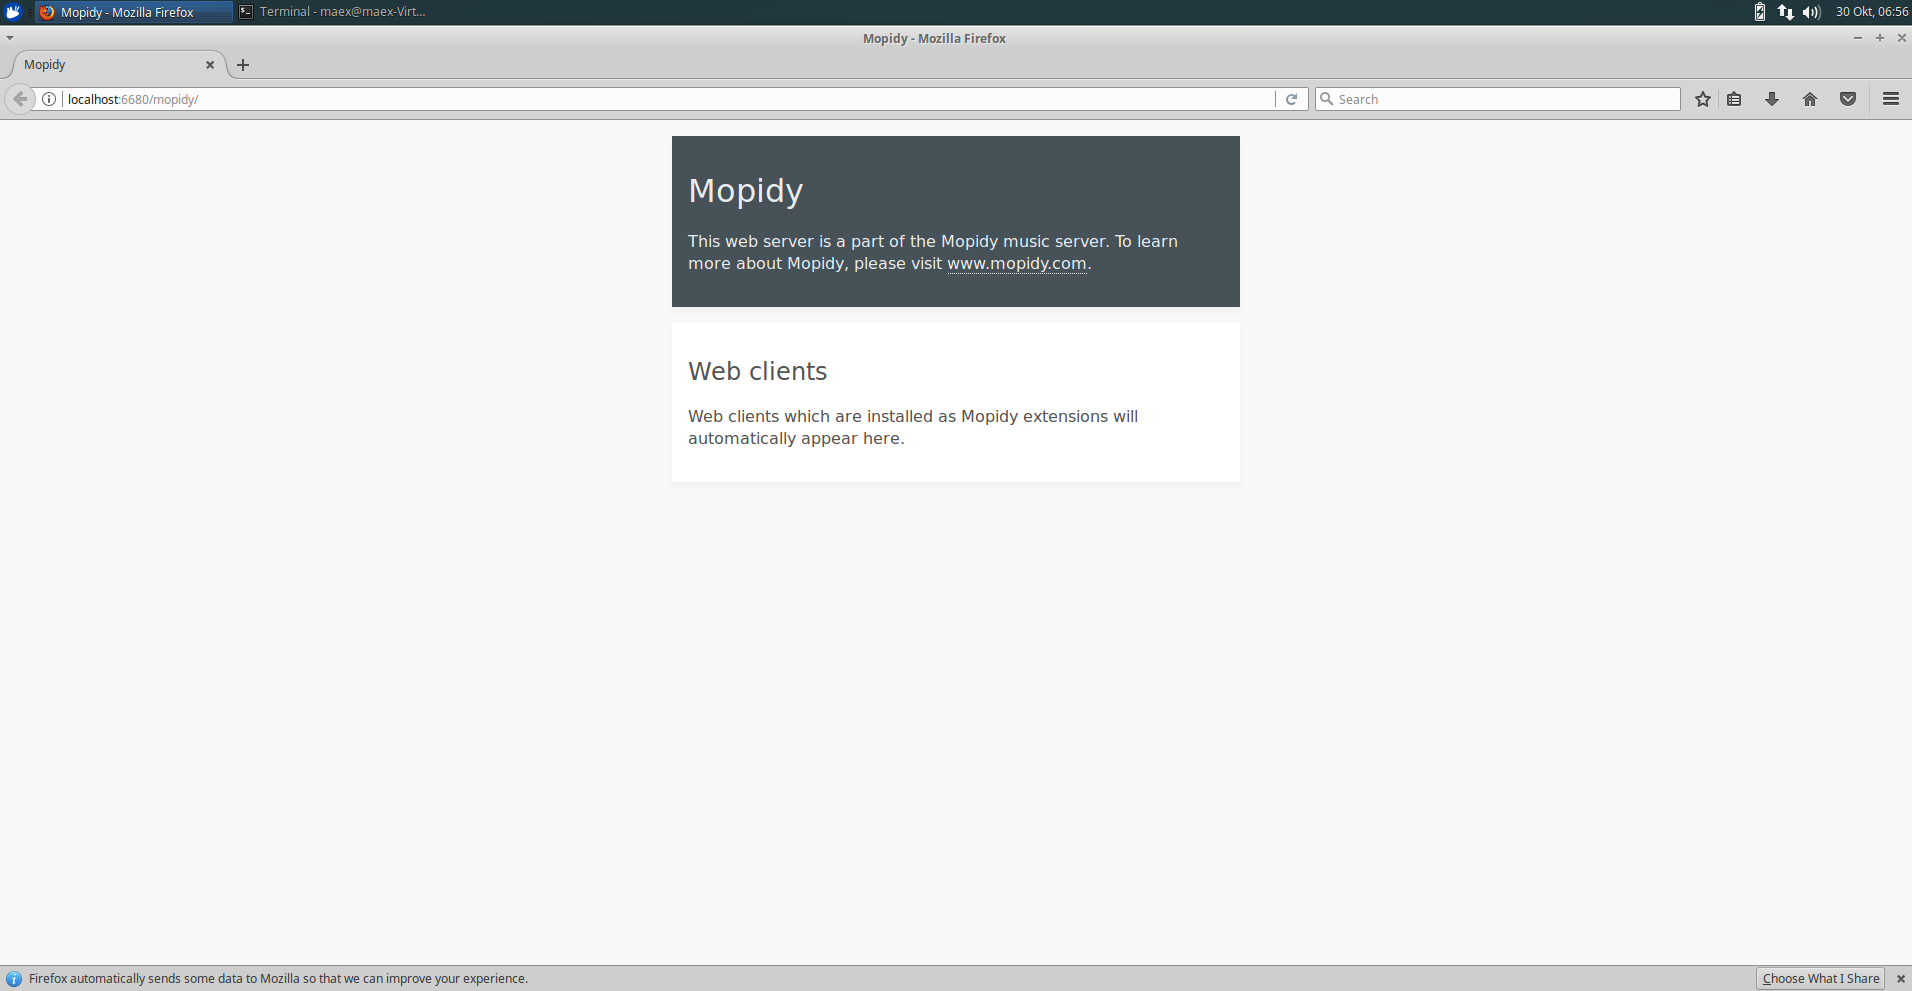 Mopidy - Mozilla Firefox
Terminal - maex@maex-Virt...
30 Okt, 06:56
Mopidy - Mozilla Firefox
Mopidy
localhost:6680/mopidy/
Search
Mopidy
This web server is a part of the Mopidy music server. To learn
more about Mopidy, please visit www.mopidy.com.
Web clients
Web clients which are installed as Mopidy extensions will
automatically appear here.
Firefox automatically sends some data to Mozilla so that we can improve your experience.
Choose What I Share